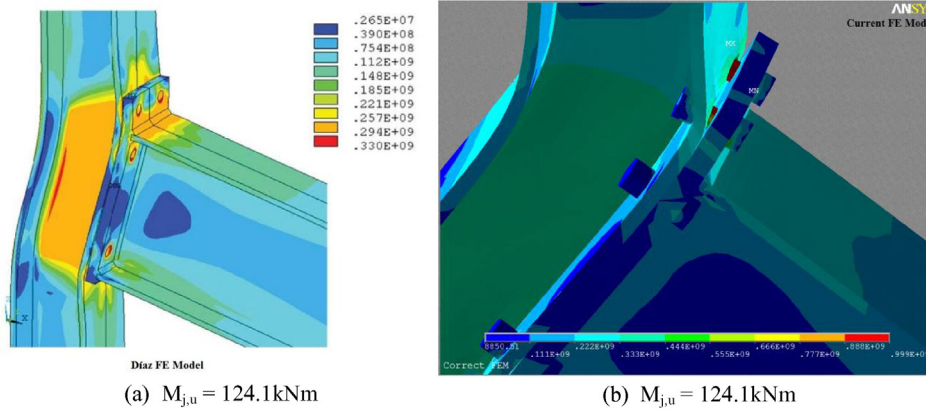 .265E+07
.390E+08
.754E+08
.112E+09
.148E+09
.185E+09
.221E+09
.257E+09
.294E+09
.330E+09
X
Díaz FE Model
(a) Mj,u = 124.1kNm
ANSY
Current FE Mod
MX
MN
8850.51 .222E+09 .444E+09 .666E+09 .888E+09
.111E+09 .333E+09 .555E+09 .777E+09 .999E+09
Correct FEM
(b) Mj,u = 124.1kNm